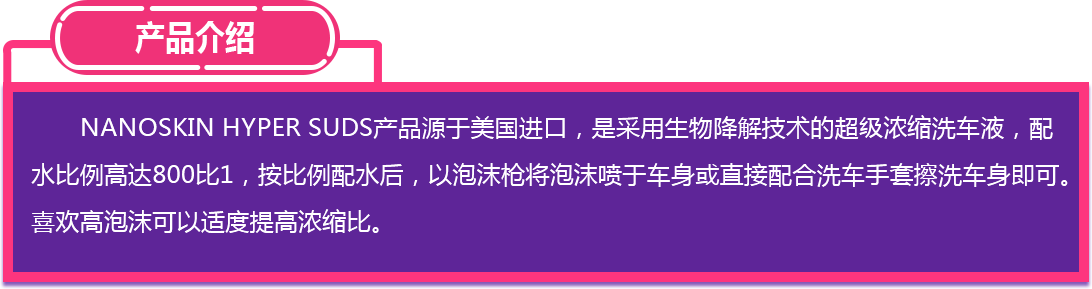 产品介绍
NANOSKIN HYPER SUDS产品源于美国进口，是采用生物降解技术的超级浓缩洗车液，配
水比例高达800比1，按比例配水后，以泡沫枪将泡沫喷于车身或直接配合洗车手套擦洗车身即可。
喜欢高泡沫可以适度提高浓缩比。